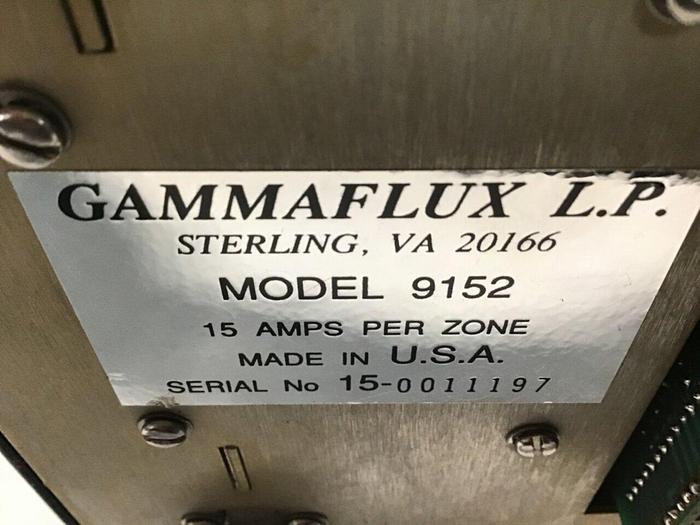 GAMMAFLUX L.P.
STERLING, VA 20166
MODEL 9152
15 AMPS PER ZONE
MADE IN U.S.A.
SERIAL No 15-0011197